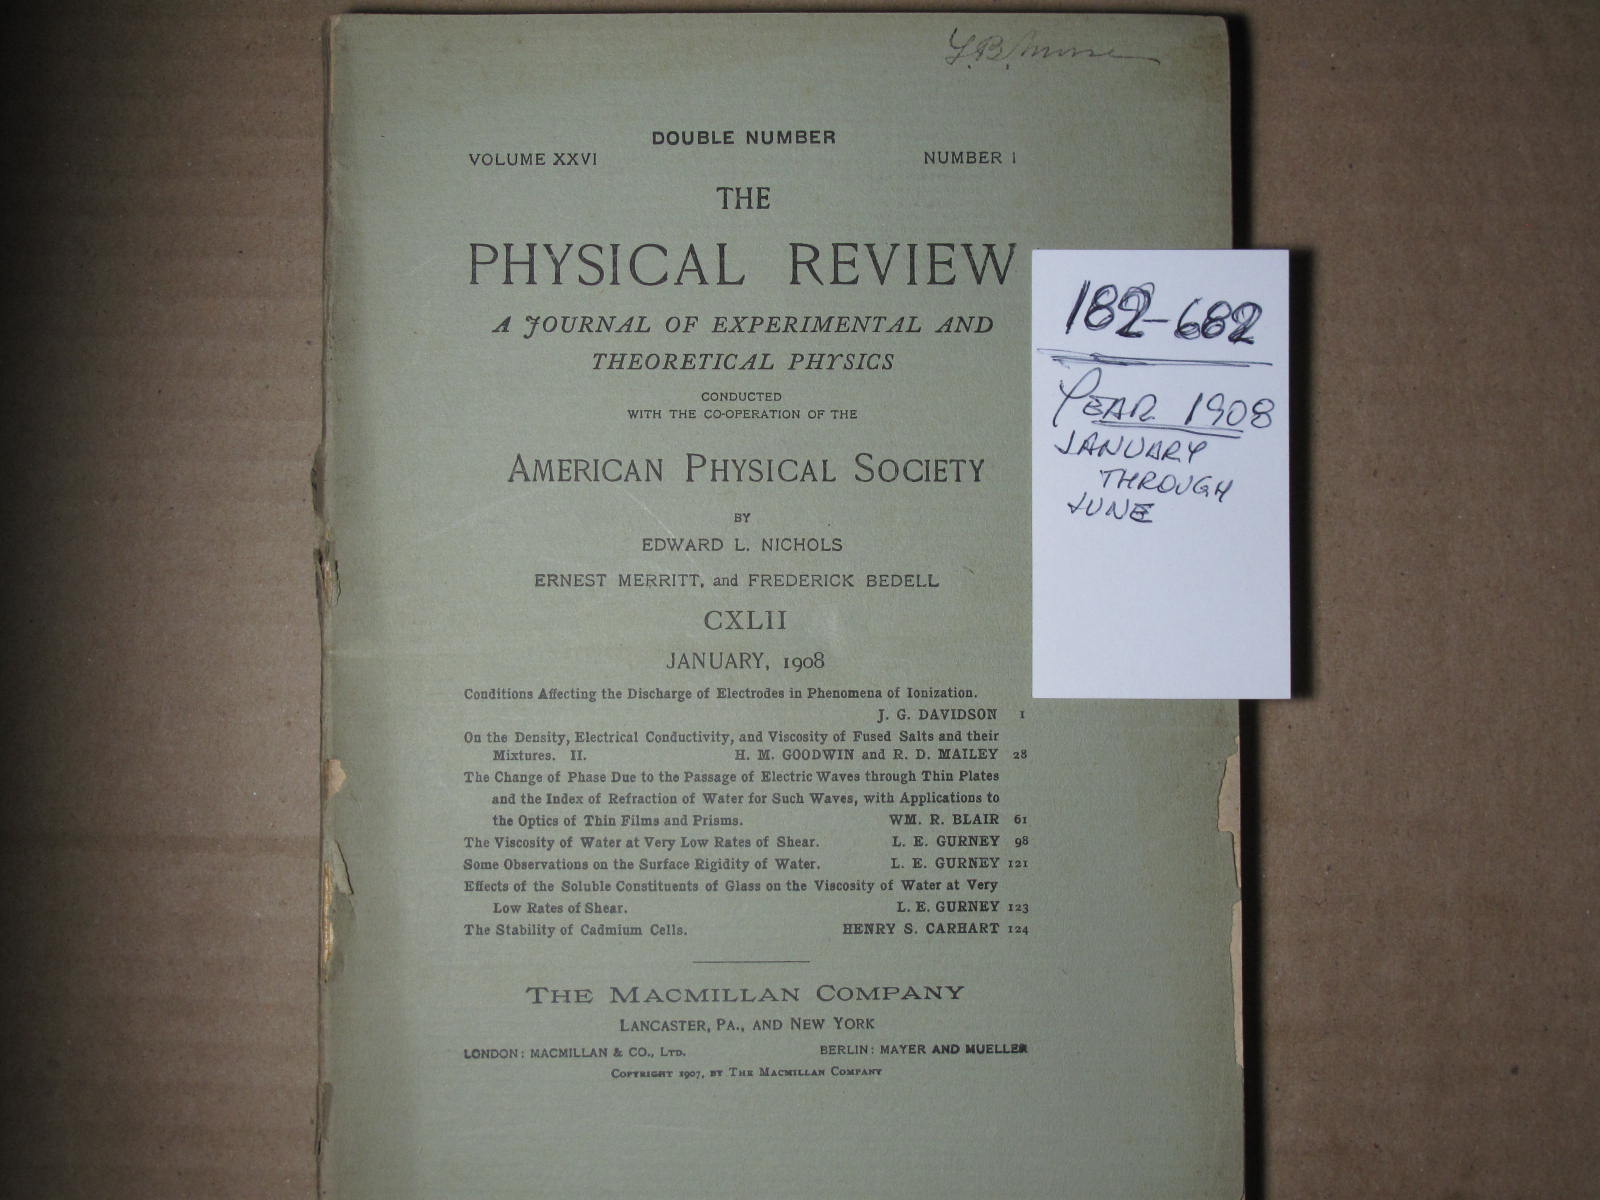 L. B. Morse
DOUBLE NUMBER
VOLUME XXVI NUMBER 1
THE
PHYSICAL REVIEW
A JOURNAL OF EXPERIMENTAL AND
THEORETICAL PHYSICS
CONDUCTED
WITH THE CO-OPERATION OF THE
AMERICAN PHYSICAL SOCIETY
BY
EDWARD L. NICHOLS
ERNEST MERRITT, and FREDERICK BEDELL
CXLII
JANUARY, 1908
Conditions Affecting the Discharge of Electrodes in Phenomena of Ionization.
J. G. DAVIDSON 1
On the Density, Electrical Conductivity, and Viscosity of Fused Salts and their
Mixtures. II. H. M. GOODWIN and R. D. MAILEY 28
The Change of Phase Due to the Passage of Electric Waves through Thin Plates
and the Index of Refraction of Water for Such Waves, with Applications to
the Optics of Thin Films and Prisms. WM. R. BLAIR 61
The Viscosity of Water at Very Low Rates of Shear. L. E. GURNEY 98
Some Observations on the Surface Rigidity of Water. L. E. GURNEY 121
Effects of the Soluble Constituents of Glass on the Viscosity of Water at Very
Low Rates of Shear. L. E. GURNEY 123
The Stability of Cadmium Cells. HENRY S. CARHART 124
THE MACMILLAN COMPANY
LANCASTER, PA., AND NEW YORK
LONDON: MACMILLAN & CO., LTD. BERLIN: MAYER AND MUELLER
COPYRIGHT 1907, BY THE MACMILLAN COMPANY
182-682
YEAR 1908
JANUARY
THROUGH
JUNE